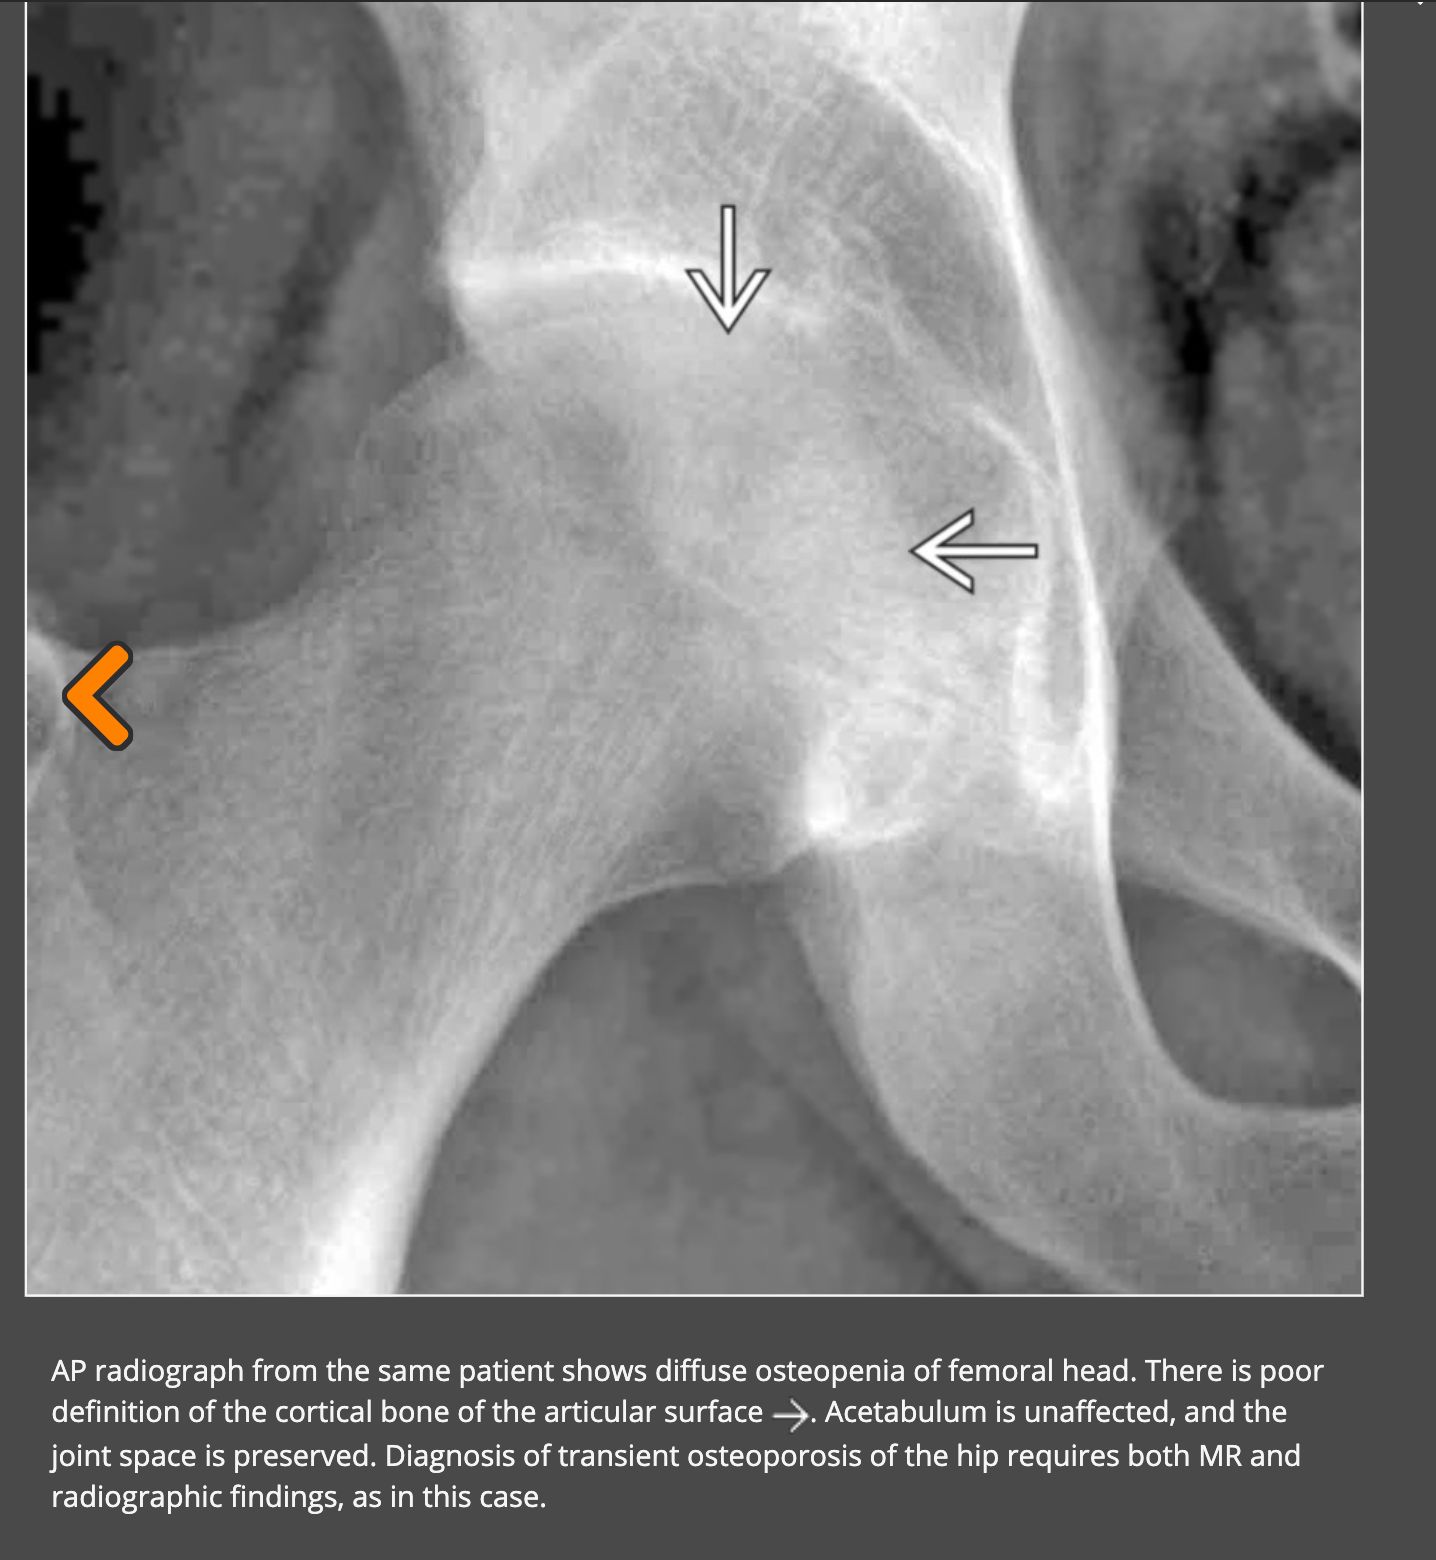 AP radiograph from the same patient shows diffuse osteopenia of femoral head. There is poor
definition of the cortical bone of the articular surface →. Acetabulum is unaffected, and the
joint space is preserved. Diagnosis of transient osteoporosis of the hip requires both MR and
radiographic findings, as in this case.